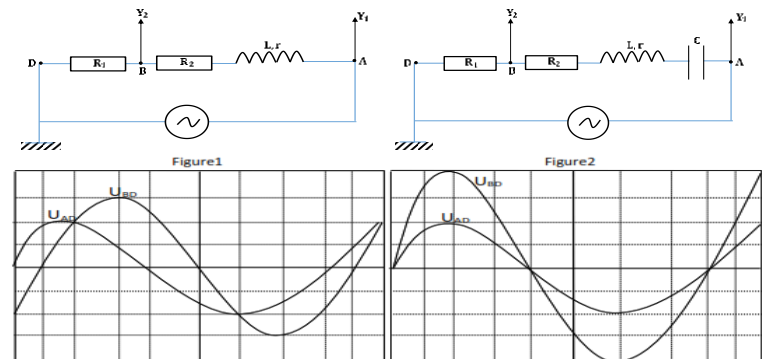 Y₂ Y₁
L, r
D R₁ B R₂ A
Y₂ Y₁
L, r C
D R₁ B R₂ A
Figure1
Figure2
U_BD
U_AD
U_BD
U_AD